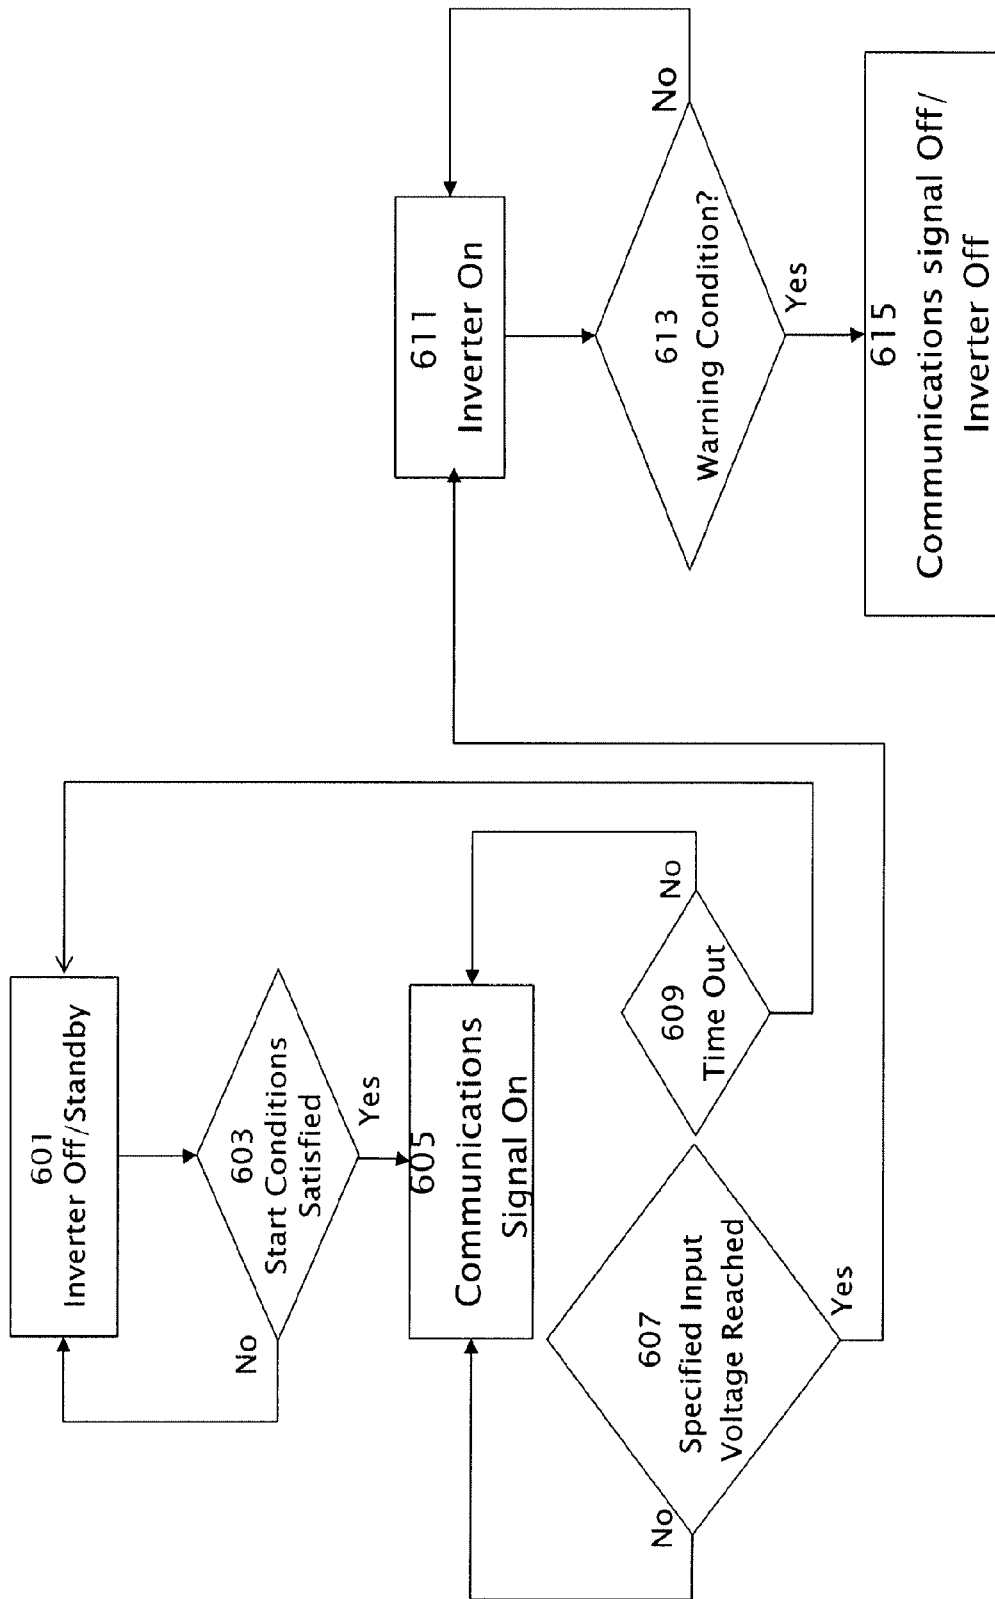 601
Inverter Off/Standby
603
Start Conditions
Satisfied
No
Yes
605
Communications
Signal On
607
Specified Input
Voltage Reached
No
Yes
609
Time Out
No
611
Inverter On
613
Warning Condition?
No
Yes
615
Communications signal Off/
Inverter Off